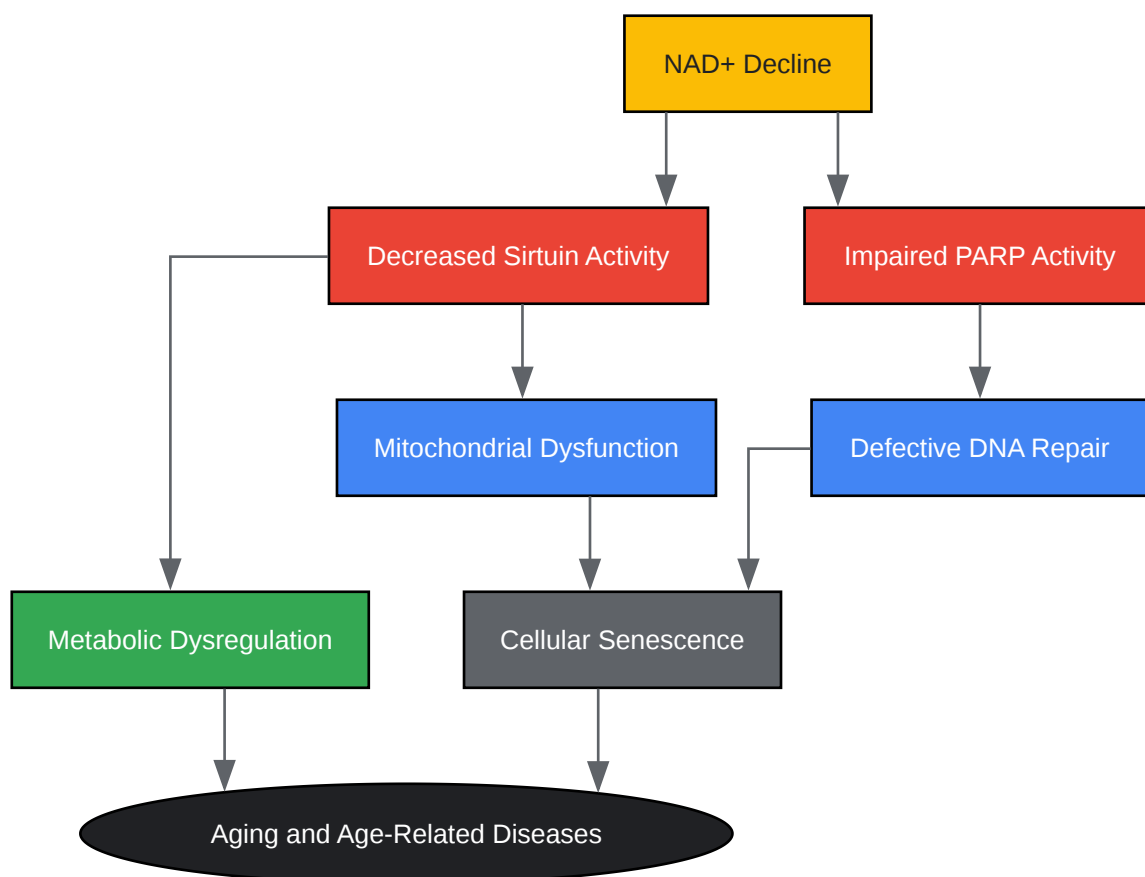 NAD+ Decline
Decreased Sirtuin Activity
Impaired PARP Activity
Mitochondrial Dysfunction
Defective DNA Repair
Metabolic Dysregulation
Cellular Senescence
Aging and Age-Related Diseases